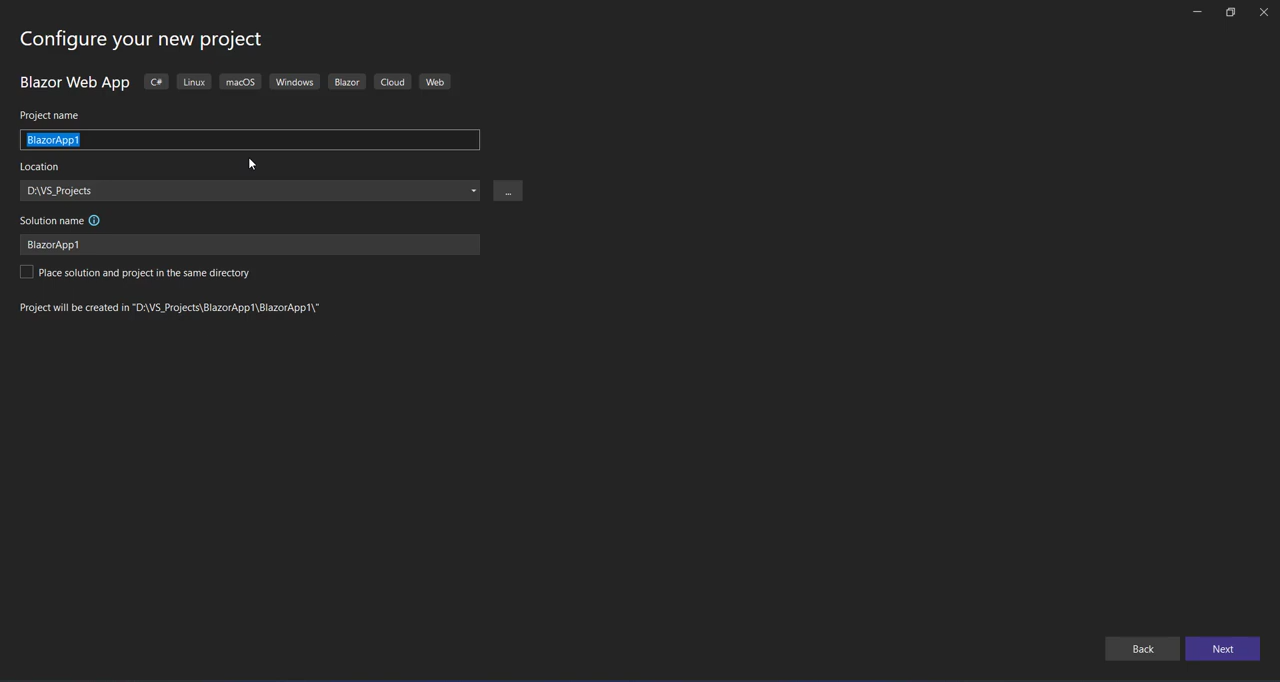 Configure your new project
Blazor Web App C# Linux macOS Windows Blazor Cloud Web
Project name
BlazorApp1
Location
D:\VS_Projects
...
Solution name
BlazorApp1
Place solution and project in the same directory
Project will be created in "D:\VS_Projects\BlazorApp1\BlazorApp1\"
Back Next